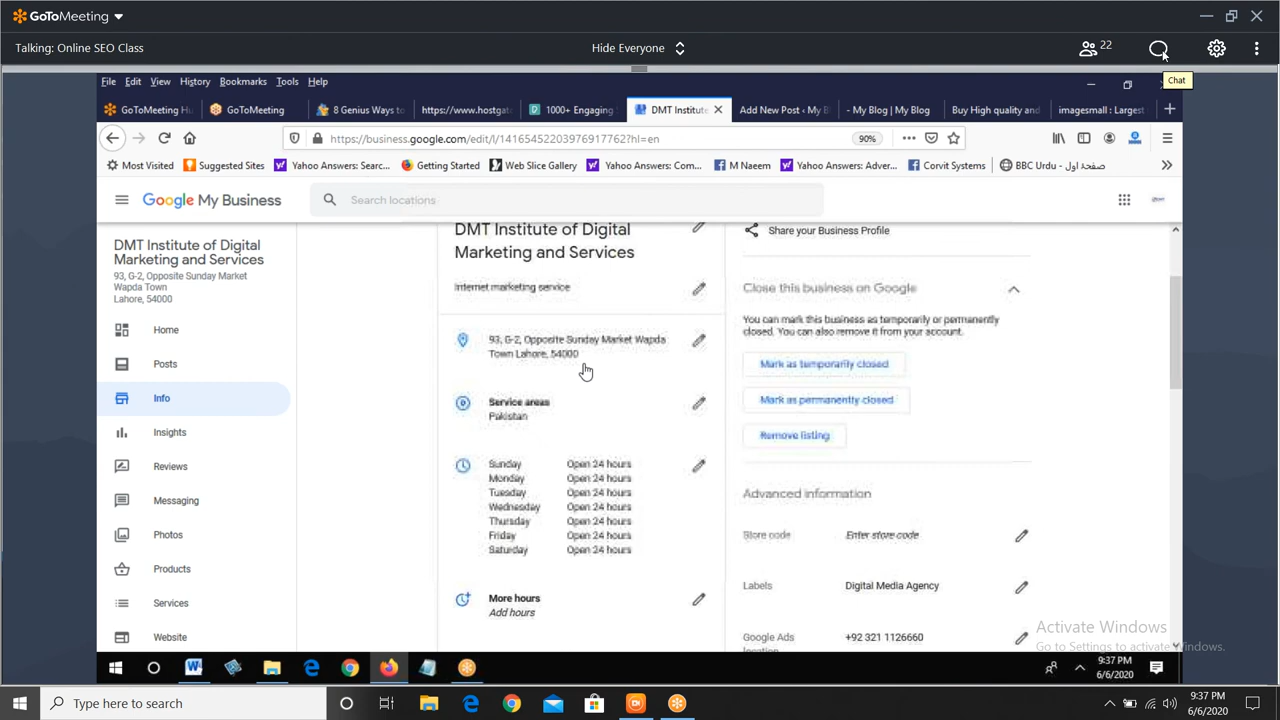 GoToMeeting
Talking: Online SEO Class
Hide Everyone
22
Chat
File Edit View History Bookmarks Tools Help
GoToMeeting Hu
GoToMeeting
8 Genius Ways to
https://www.hostgat
1000+ Engaging
DMT Institute
Add New Post ‹ My B
- My Blog | My Blog
Buy High quality and
imagesmall : Largest
https://business.google.com/edit/l/14165452203976917762?hl=en
90%
Most Visited
Suggested Sites
Yahoo Answers: Searc...
Getting Started
Web Slice Gallery
Yahoo Answers: Com...
M Naeem
Yahoo Answers: Adver...
Corvit Systems
BBC Urdu - صفحۂ اول
Google My Business
Search locations
DMT Institute of Digital
Marketing and Services
93, G-2, Opposite Sunday Market
Wapda Town
Lahore, 54000
Home
Posts
Info
Insights
Reviews
Messaging
Photos
Products
Services
Website
DMT Institute of Digital
Marketing and Services
Internet marketing service
93, G-2, Opposite Sunday Market Wapda
Town Lahore, 54000
Service areas
Pakistan
Sunday Open 24 hours
Monday Open 24 hours
Tuesday Open 24 hours
Wednesday Open 24 hours
Thursday Open 24 hours
Friday Open 24 hours
Saturday Open 24 hours
More hours
Add hours
Share your Business Profile
Close this business on Google
You can mark this business as temporarily or permanently
closed. You can also remove it from your account.
Mark as temporarily closed
Mark as permanently closed
Remove listing
Advanced information
Store code Enter store code
Labels Digital Media Agency
Google Ads +92 321 1126660
location
Activate Windows
Go to Settings to activate Windows.
9:37 PM
6/6/2020
Type here to search
9:37 PM
6/6/2020